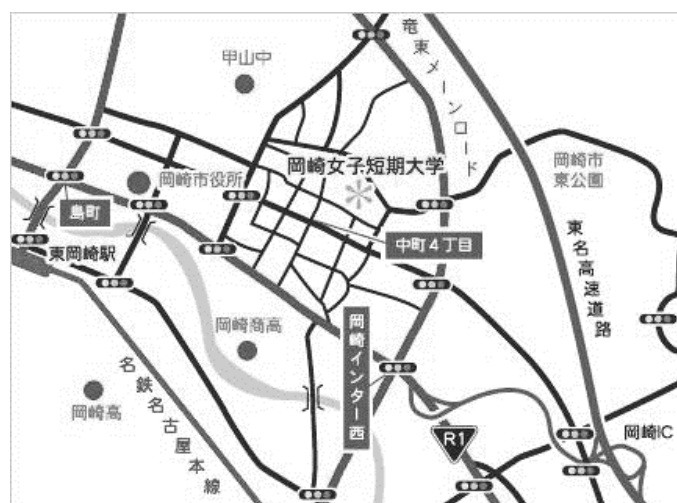 甲山中
竜東メーンロード
岡崎女子短期大学
岡崎市
東公園
岡崎市役所
島町
中町4丁目
東岡崎駅
東名高速道路
岡崎商高
岡崎インター西
岡崎高
名鉄名古屋本線
R1
岡崎IC